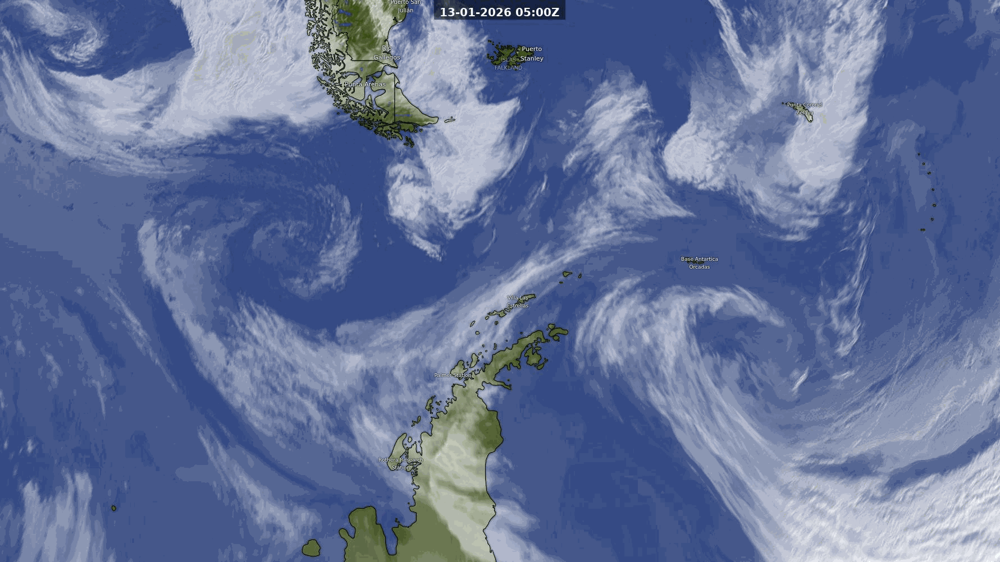 Puerto San
Julián
13-01-2026 05:00Z
Río
Gallegos
Puerto
Stanley
ISLAS
FALKLAND
Punta Arenas
Punta Coronel
Zelaya
Base Antartica
Orcadas
Villa Las
Estrellas
Palmer Station
Rothera Research
Station